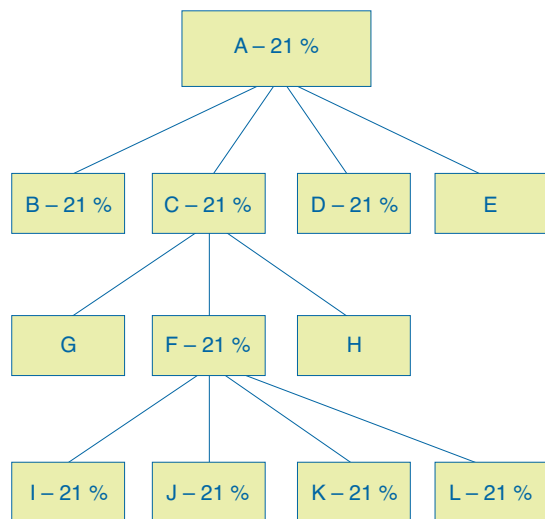 A – 21 %
B – 21 %
C – 21 %
D – 21 %
E
G
F – 21 %
H
I – 21 %
J – 21 %
K – 21 %
L – 21 %